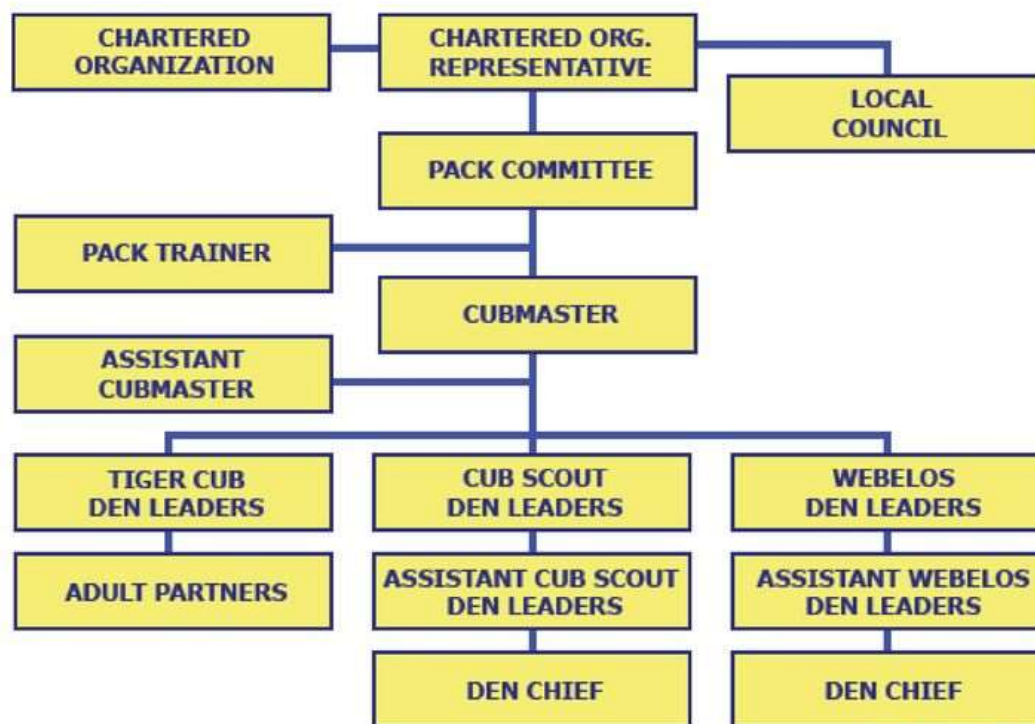 CHARTERED
ORGANIZATION
CHARTERED ORG.
REPRESENTATIVE
LOCAL
COUNCIL
PACK COMMITTEE
PACK TRAINER
CUBMASTER
ASSISTANT
CUBMASTER
TIGER CUB
DEN LEADERS
CUB SCOUT
DEN LEADERS
WEBELOS
DEN LEADERS
ADULT PARTNERS
ASSISTANT CUB SCOUT
DEN LEADERS
ASSISTANT WEBELOS
DEN LEADERS
DEN CHIEF
DEN CHIEF